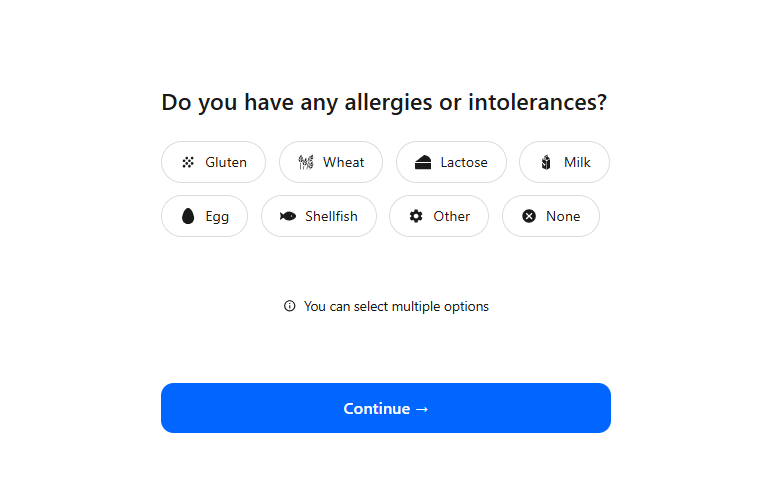 Do you have any allergies or intolerances?
Gluten Wheat Lactose Milk
Egg Shellfish Other None
You can select multiple options
Continue →